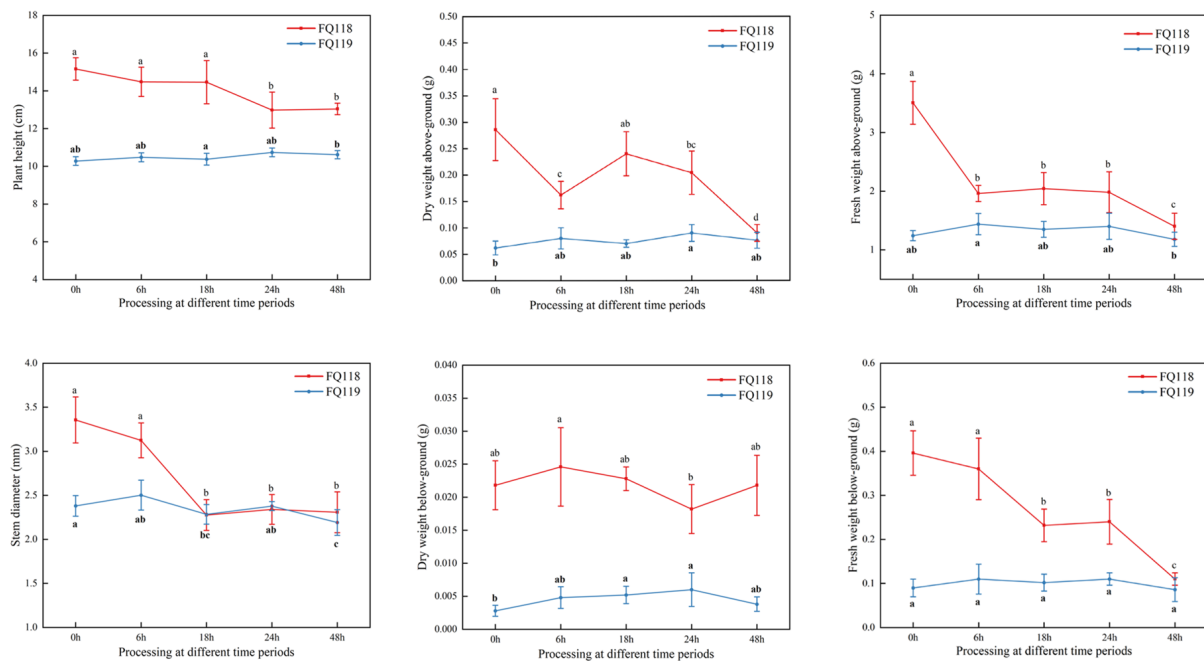 FQ118
FQ119
Plant height (cm)
18
16
14
12
10
8
6
4
a
a
a
b
b
ab
ab
a
ab
b
0h
6h
18h
24h
48h
Processing at different time periods
FQ118
FQ119
Dry weight above-ground (g)
0.50
0.45
0.40
0.35
0.30
0.25
0.20
0.15
0.10
0.05
0.00
a
c
ab
bc
d
b
ab
ab
a
ab
0h
6h
18h
24h
48h
Processing at different time periods
FQ118
FQ119
Fresh weight above-ground (g)
5
4
3
2
1
a
b
b
b
c
ab
a
ab
ab
b
0h
6h
18h
24h
48h
Processing at different time periods
FQ118
FQ119
Stem diameter (mm)
4.0
3.5
3.0
2.5
2.0
1.5
1.0
a
a
b
b
b
a
ab
bc
ab
c
0h
6h
18h
24h
48h
Processing at different time periods
FQ118
FQ119
Dry weight below-ground (g)
0.040
0.035
0.030
0.025
0.020
0.015
0.010
0.005
0.000
ab
a
ab
b
ab
b
ab
a
a
ab
0h
6h
18h
24h
48h
Processing at different time periods
FQ118
FQ119
Fresh weight below-ground (g)
0.6
0.5
0.4
0.3
0.2
0.1
0.0
a
a
b
b
c
a
a
a
a
a
0h
6h
18h
24h
48h
Processing at different time periods